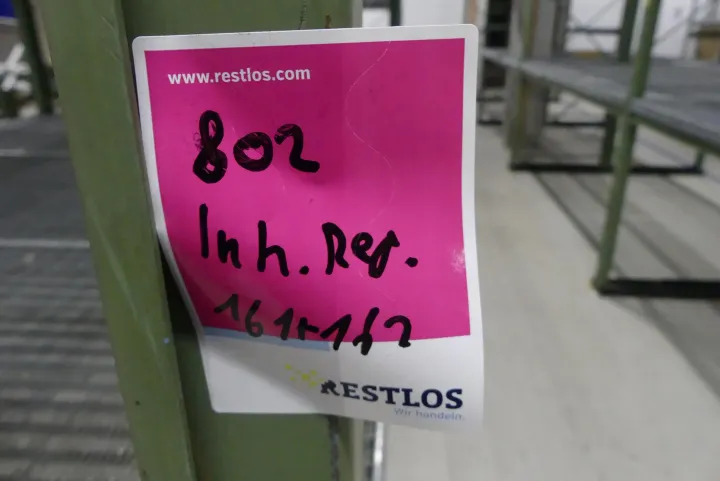 www.restlos.com
802
Inh. Reg.
161+162
RESTLOS
Wir handeln.